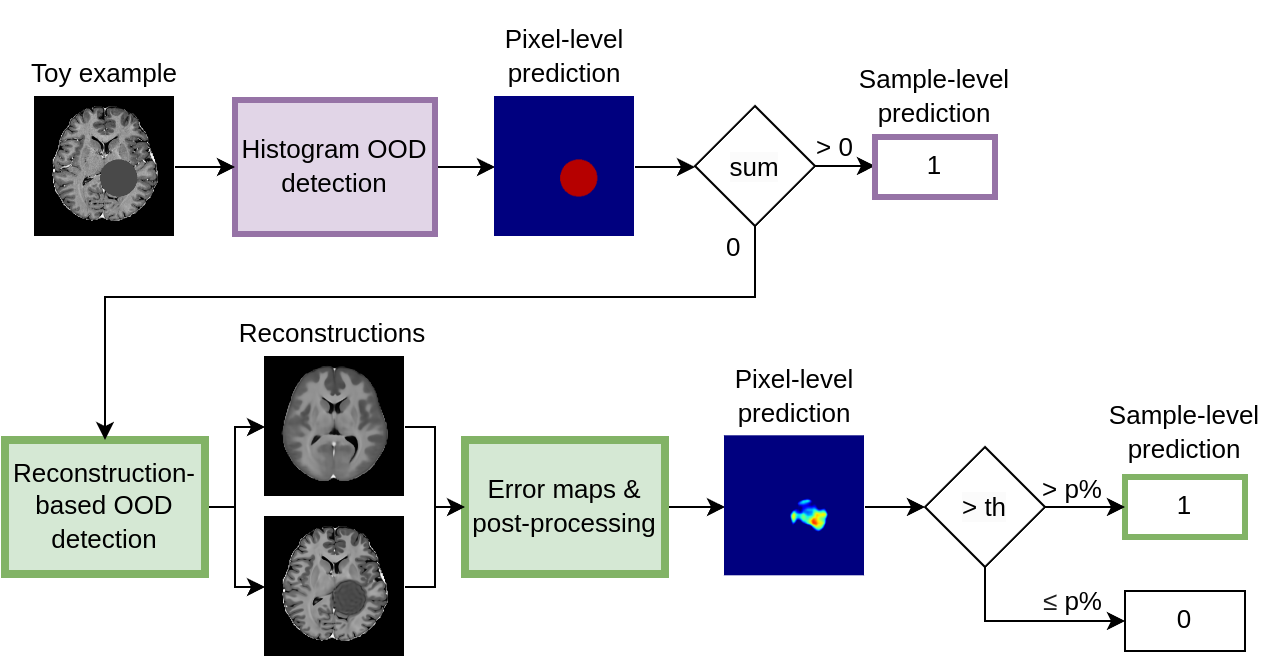 Toy example
Histogram OOD
detection
Pixel-level
prediction
sum
> 0
Sample-level
prediction
1
0
Reconstruction-
based OOD
detection
Reconstructions
Error maps &
post-processing
Pixel-level
prediction
> th
> p%
Sample-level
prediction
1
≤ p%
0